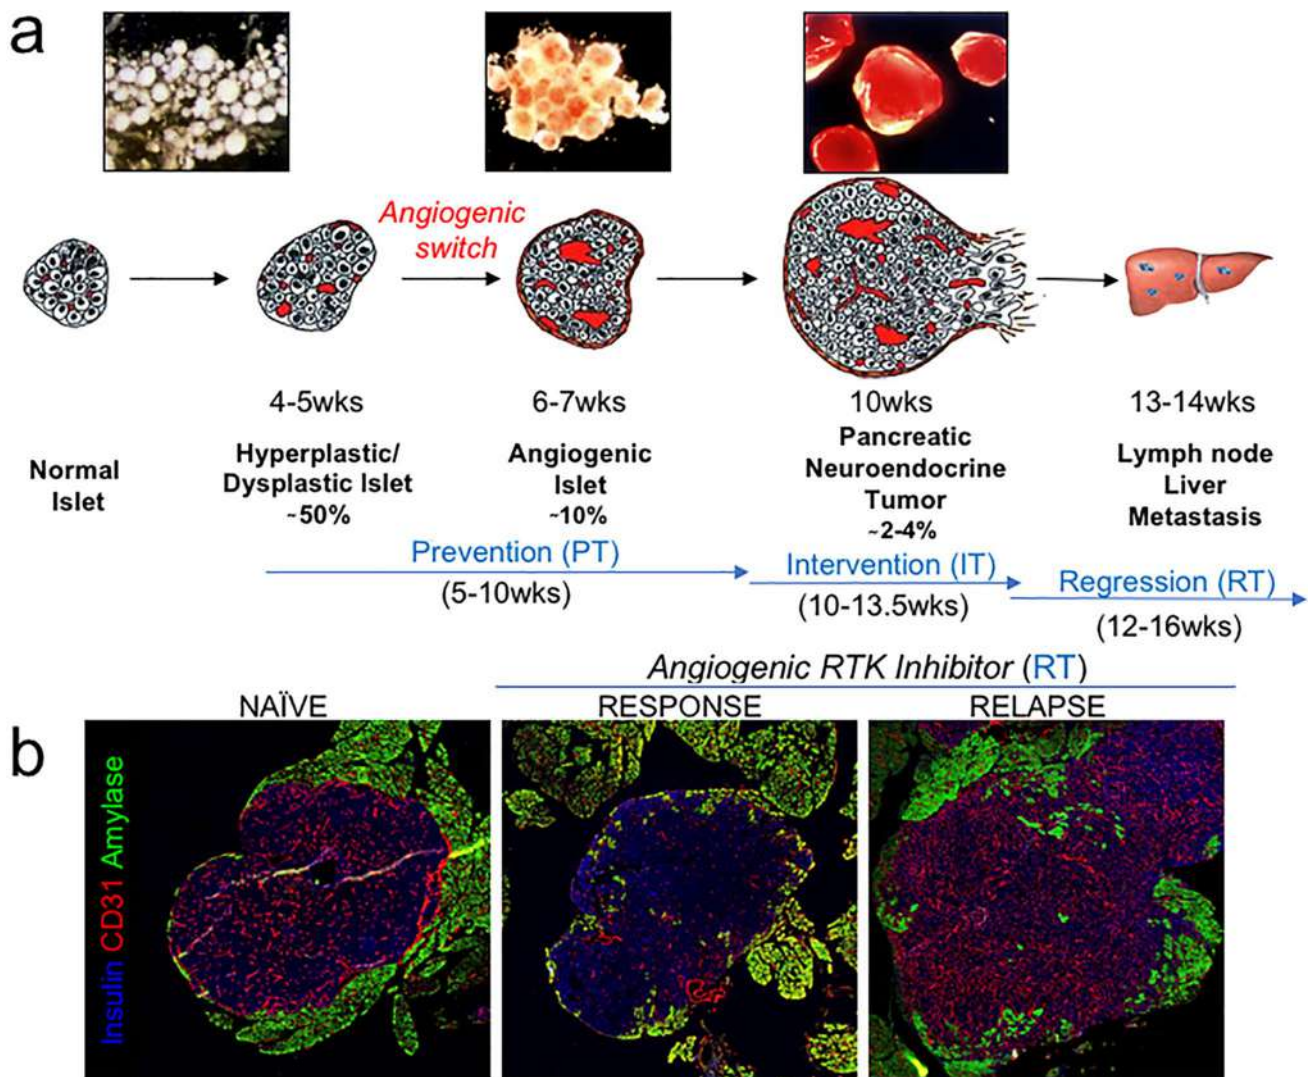 a
Angiogenic
switch
4-5wks
6-7wks
10wks
13-14wks
Normal
Islet
Hyperplastic/
Dysplastic Islet
~50%
Angiogenic
Islet
~10%
Pancreatic
Neuroendocrine
Tumor
~2-4%
Lymph node
Liver
Metastasis
Prevention (PT)
(5-10wks)
Intervention (IT)
(10-13.5wks)
Regression (RT)
(12-16wks)
Angiogenic RTK Inhibitor (RT)
NAÏVE
RESPONSE
RELAPSE
b
Insulin CD31 Amylase